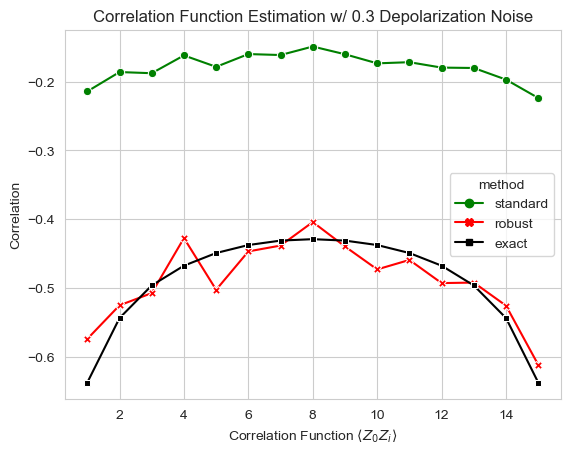 Correlation Function Estimation w/ 0.3 Depolarization Noise
Correlation
−0.2
−0.3
−0.4
−0.5
−0.6
method
standard
robust
exact
2 4 6 8 10 12 14
Correlation Function ⟨Z₀Zᵢ⟩